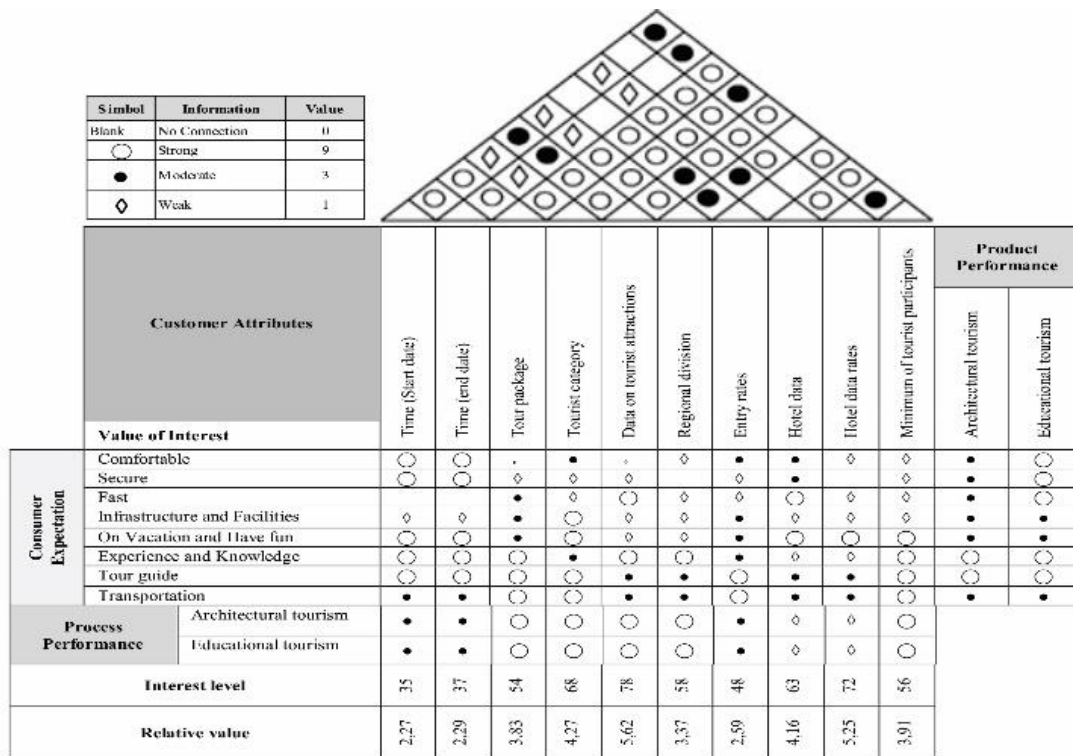 Simbol Information Value
Blank No Connection 0
Strong 9
Moderate 3
Weak 1
Customer Attributes
Value of Interest
Time (Start date)
Time (end date)
Tour package
Tourist category
Data on tourist attractions
Regional division
Entry rates
Hotel data
Hotel data rates
Minimum of tourist participants
Product Performance
Architectural tourism
Educational tourism
Consumer Expectation
Comfortable
Secure
Fast
Infrastructure and Facilities
On Vacation and Have fun
Experience and Knowledge
Tour guide
Transportation
Process Performance
Architectural tourism
Educational tourism
Interest level 35 37 54 68 78 58 48 63 72 56
Relative value 2,27 2,29 3,83 4,27 5,62 3,37 2,59 4,16 5,25 3,91